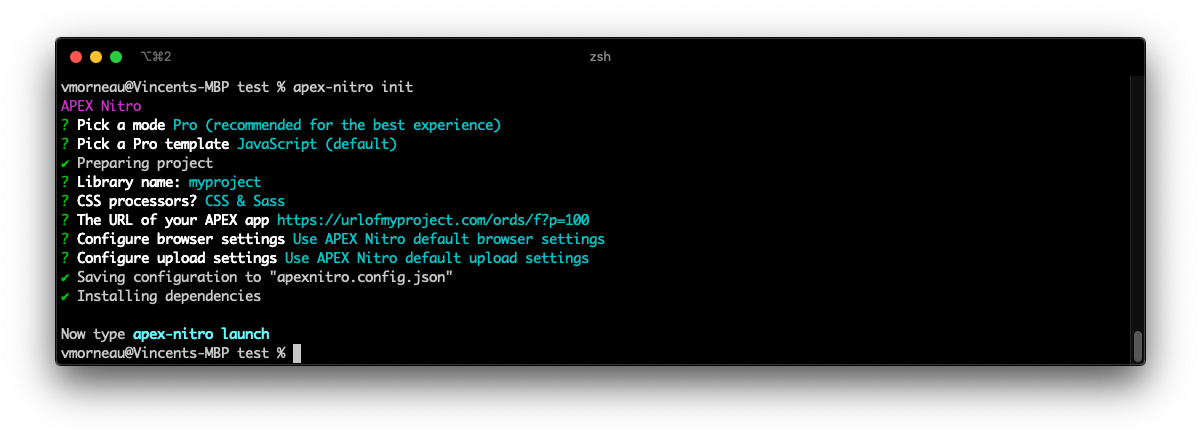 ⌥⌘2
zsh
vmorneau@Vincents-MBP test % apex-nitro init
APEX Nitro
? Pick a mode Pro (recommended for the best experience)
? Pick a Pro template JavaScript (default)
✔ Preparing project
? Library name: myproject
? CSS processors? CSS & Sass
? The URL of your APEX app https://urlofmyproject.com/ords/f?p=100
? Configure browser settings Use APEX Nitro default browser settings
? Configure upload settings Use APEX Nitro default upload settings
✔ Saving configuration to "apexnitro.config.json"
✔ Installing dependencies
Now type apex-nitro launch
vmorneau@Vincents-MBP test %